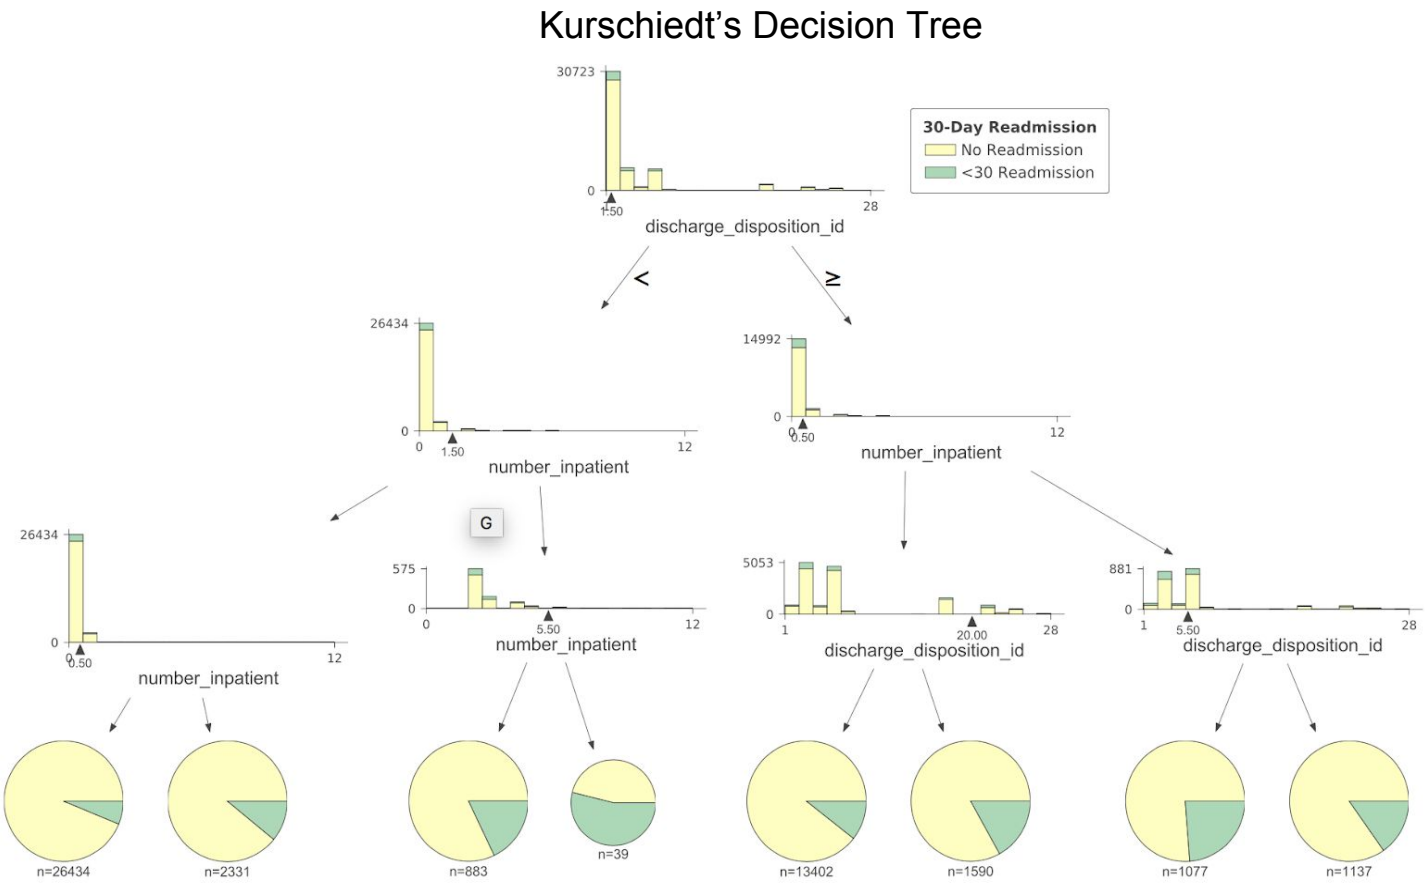 Kurschiedt’s Decision Tree
30723
0
1.50
28
discharge_disposition_id
30-Day Readmission
No Readmission
<30 Readmission
<
≥
26434
0
0
1.50
12
number_inpatient
14992
0
0
0.50
12
number_inpatient
26434
0
0
0.50
12
number_inpatient
G
575
0
0
5.50
12
number_inpatient
5053
0
1
20.00
28
discharge_disposition_id
881
0
1
5.50
28
discharge_disposition_id
n=26434
n=2331
n=883
n=39
n=13402
n=1590
n=1077
n=1137